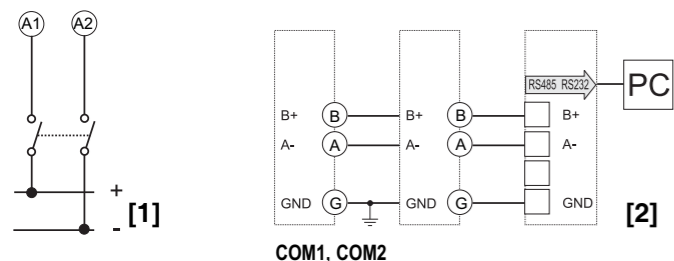 A1 A2
+
- [1]
RS485 RS232 PC
B+ B B+ B B+
A- A A- A A-
GND G GND G GND
[2]
COM1, COM2